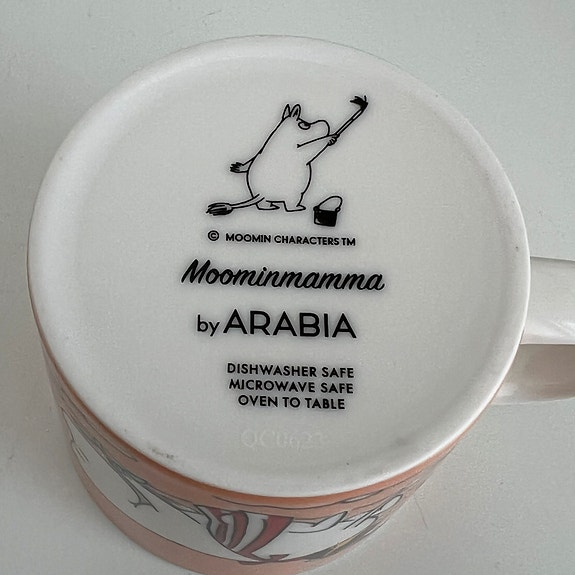 © MOOMIN CHARACTERS TM
Moominmamma
by ARABIA
DISHWASHER SAFE
MICROWAVE SAFE
OVEN TO TABLE